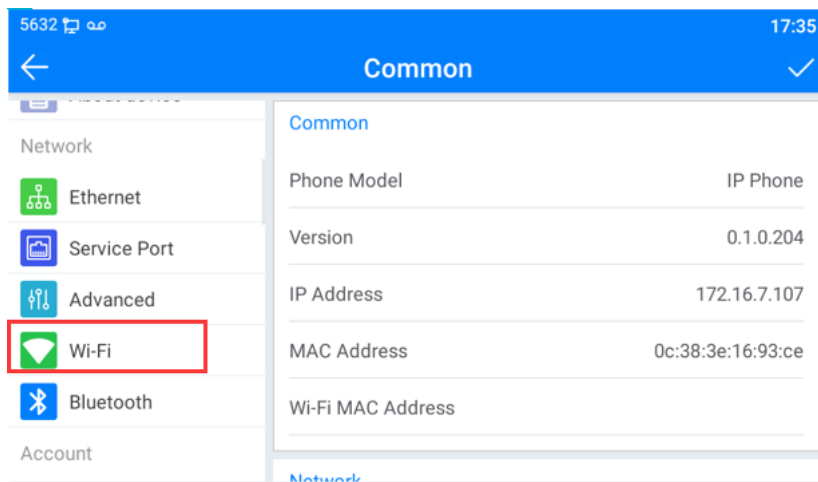 5632 17:35
Common
About device
Network
Ethernet
Service Port
Advanced
Wi-Fi
Bluetooth
Account
Common
Phone Model IP Phone
Version 0.1.0.204
IP Address 172.16.7.107
MAC Address 0c:38:3e:16:93:ce
Wi-Fi MAC Address
Network